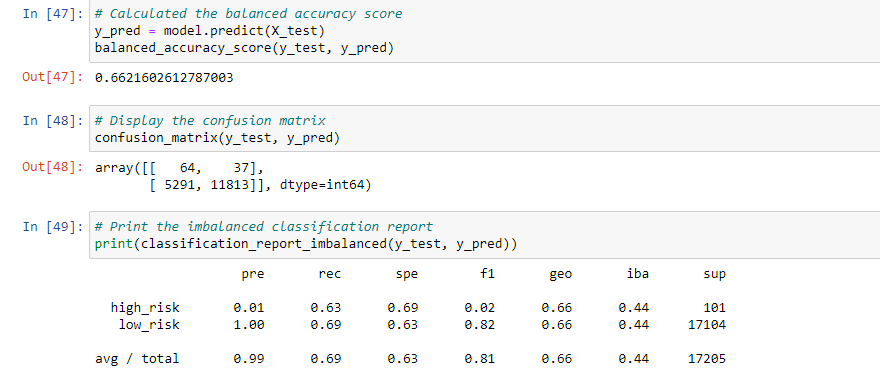 In [47]: # Calculated the balanced accuracy score
y_pred = model.predict(X_test)
balanced_accuracy_score(y_test, y_pred)
Out[47]: 0.6621602612787003
In [48]: # Display the confusion matrix
confusion_matrix(y_test, y_pred)
Out[48]: array([[   64,    37],
       [ 5291, 11813]], dtype=int64)
In [49]: # Print the imbalanced classification report
print(classification_report_imbalanced(y_test, y_pred))
pre rec spe f1 geo iba sup
high_risk 0.01 0.63 0.69 0.02 0.66 0.44 101
low_risk 1.00 0.69 0.63 0.82 0.66 0.44 17104
avg / total 0.99 0.69 0.63 0.81 0.66 0.44 17205